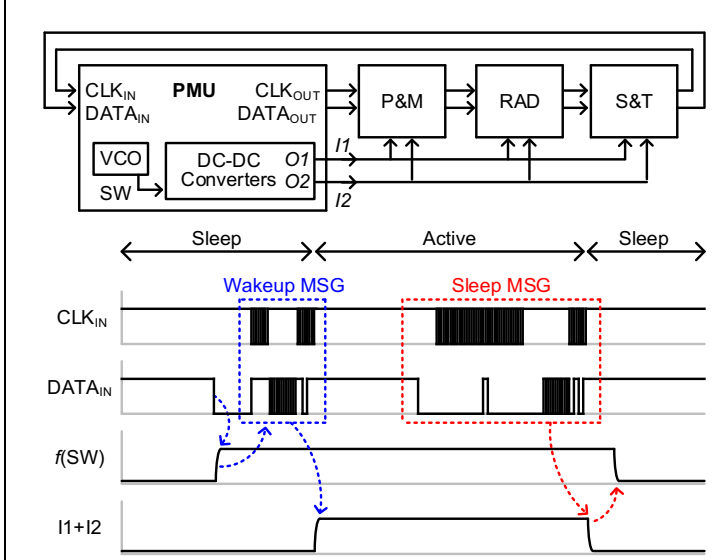 CLKIN PMU CLKOUT
DATAIN DATAOUT
P&M RAD S&T
VCO DC-DC O1 I1
Converters O2
SW I2
Sleep Active Sleep
Wakeup MSG Sleep MSG
CLKIN
DATAIN
f(SW)
I1+I2